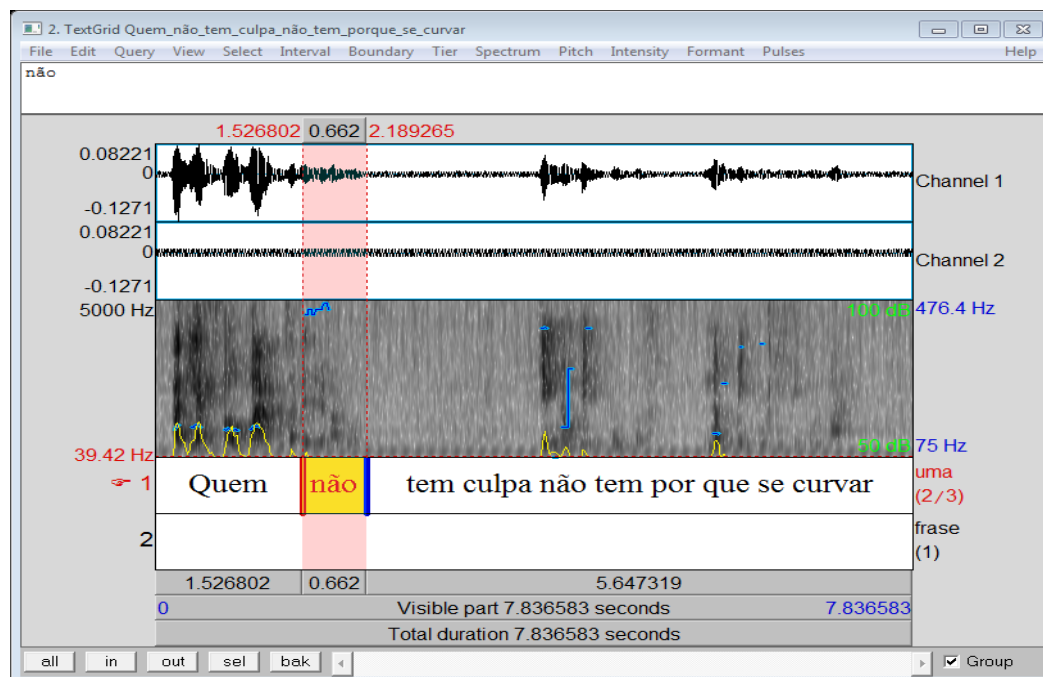 2. TextGrid Quem_não_tem_culpa_não_tem_porque_se_curvar
File Edit Query View Select Interval Boundary Tier Spectrum Pitch Intensity Formant Pulses Help
não
1.526802 0.662 2.189265
0.08221
0
-0.1271
Channel 1
0.08221
0
-0.1271
Channel 2
5000 Hz 100 dB 476.4 Hz
39.42 Hz 50 dB 75 Hz
1 Quem não tem culpa não tem por que se curvar uma
(2/3)
2 frase
(1)
1.526802 0.662 5.647319
0 Visible part 7.836583 seconds 7.836583
Total duration 7.836583 seconds
all in out sel bak Group